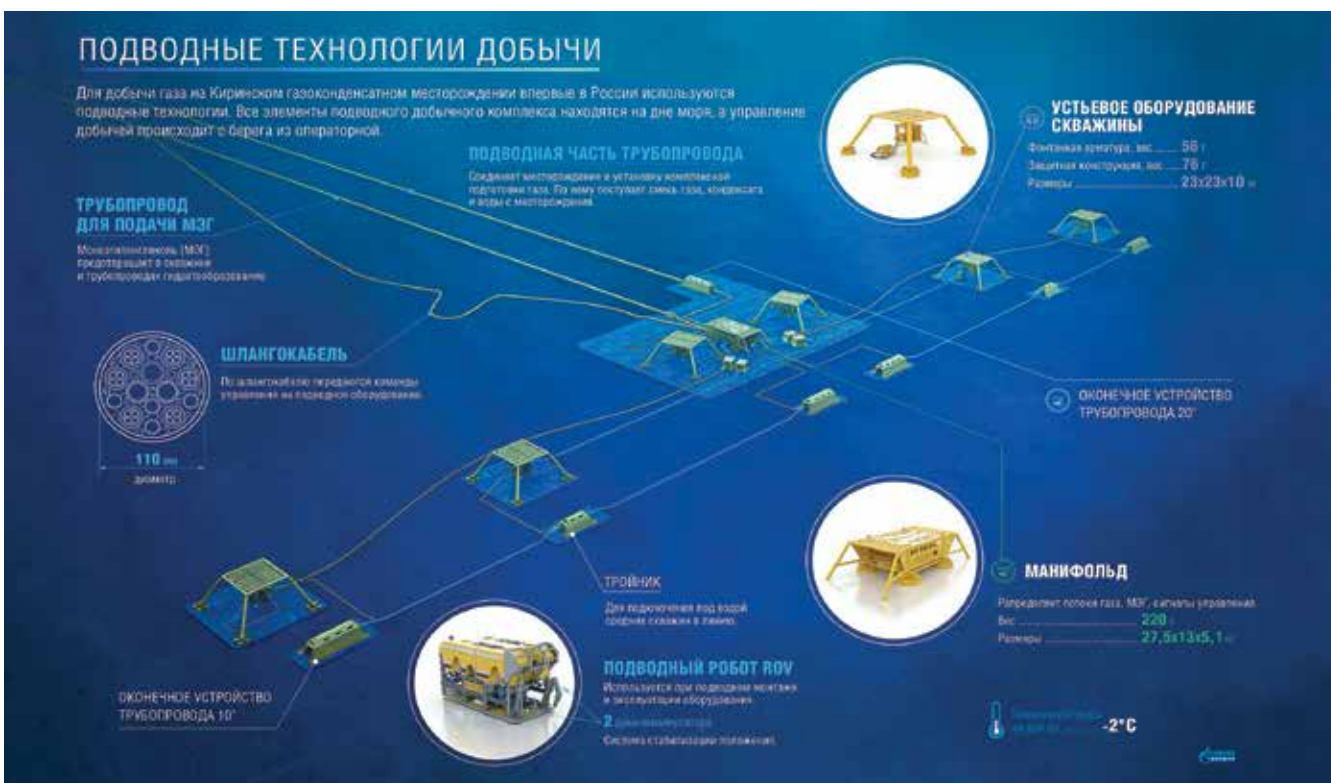 ПОДВОДНЫЕ ТЕХНОЛОГИИ ДОБЫЧИ
Для добычи газа на Киринском газоконденсатном месторождении впервые в России используются
подводные технологии. Все элементы подводного добычного комплекса находятся на дне моря, а управление
добычей происходит с берега из операторной.
УСТЬЕВОЕ ОБОРУДОВАНИЕ
СКВАЖИНЫ
Фонтанная арматура, вес 56 т
Защитная конструкция, вес 76 т
Размеры 23х23х10 м
ПОДВОДНАЯ ЧАСТЬ ТРУБОПРОВОДА
Соединяет месторождение и установку комплексной
подготовки газа. По нему поступает смесь газа, конденсата
и воды с месторождения.
ТРУБОПРОВОД
ДЛЯ ПОДАЧИ МЭГ
Моноэтиленгликоль (МЭГ)
предотвращает в скважине
и трубопроводах гидратообразование.
ШЛАНГОКАБЕЛЬ
По шлангокабелю передаются команды
управления на подводное оборудование.
110 мм
диаметр
ОКОНЕЧНОЕ УСТРОЙСТВО
ТРУБОПРОВОДА 20"
МАНИФОЛЬД
потоки газа, МЭГ, сигналы управления.
Вес 220
Размеры 27,5х13х5,1 м
ТРОЙНИК
Для подключения под водой
средних скважин в линию.
ПОДВОДНЫЙ РОБОТ ROV
Используется при подводном монтаже
и эксплуатации оборудования.
2
Система стабилизации положения.
ОКОНЕЧНОЕ УСТРОЙСТВО
ТРУБОПРОВОДА 10"
-2°C